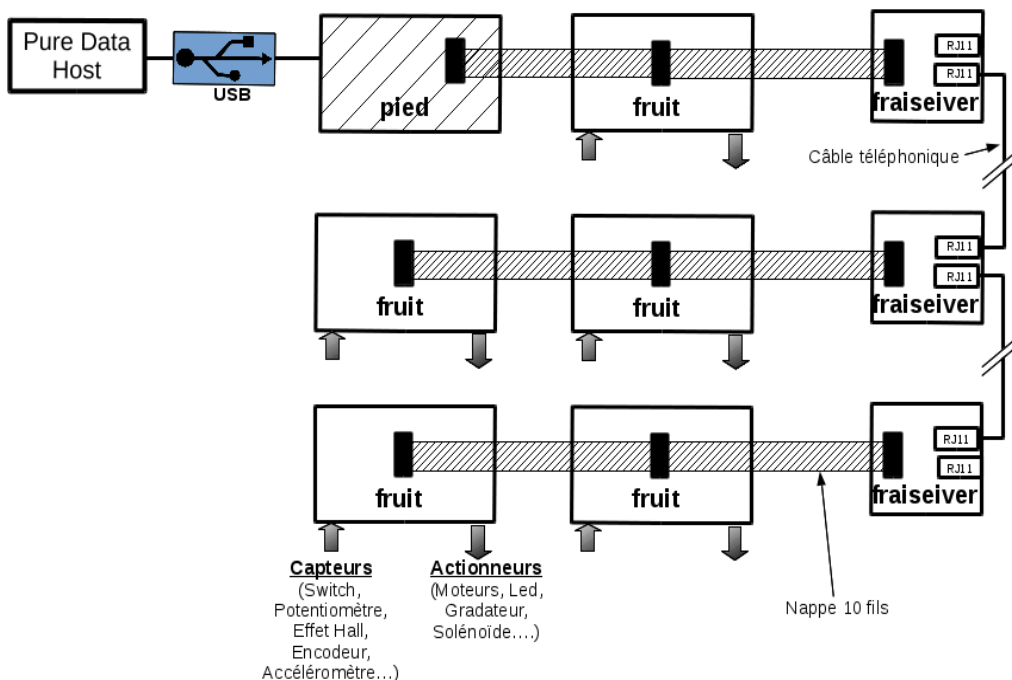 Pure Data
Host
USB
pied
fruit
RJ11
RJ11
fraiseiver
Câble téléphonique
fruit
fruit
RJ11
RJ11
fraiseiver
fruit
fruit
RJ11
RJ11
fraiseiver
Capteurs
(Switch,
Potentiomètre,
Effet Hall,
Encodeur,
Accéléromètre...)
Actionneurs
(Moteurs, Led,
Gradateur,
Solénoïde....)
Nappe 10 fils